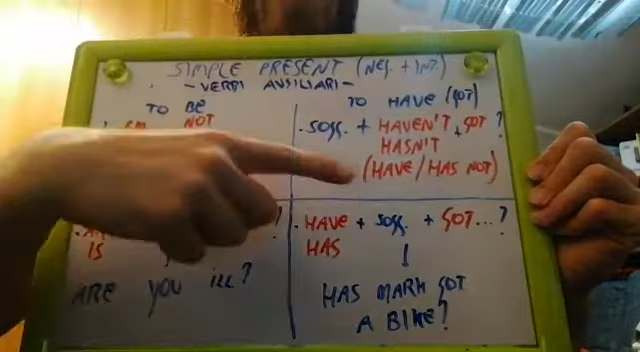 SIMPLE PRESENT (NEG. + INT.)
- VERBI AUSILIARI -
TO BE
NOT
IS
ARE YOU ILL?
TO HAVE (GOT)
. SOGG. + HAVEN'T + GOT
HASN'T
(HAVE/HAS NOT)
. HAVE + SOGG. + GOT...?
HAS
HAS MARK GOT
A BIKE?